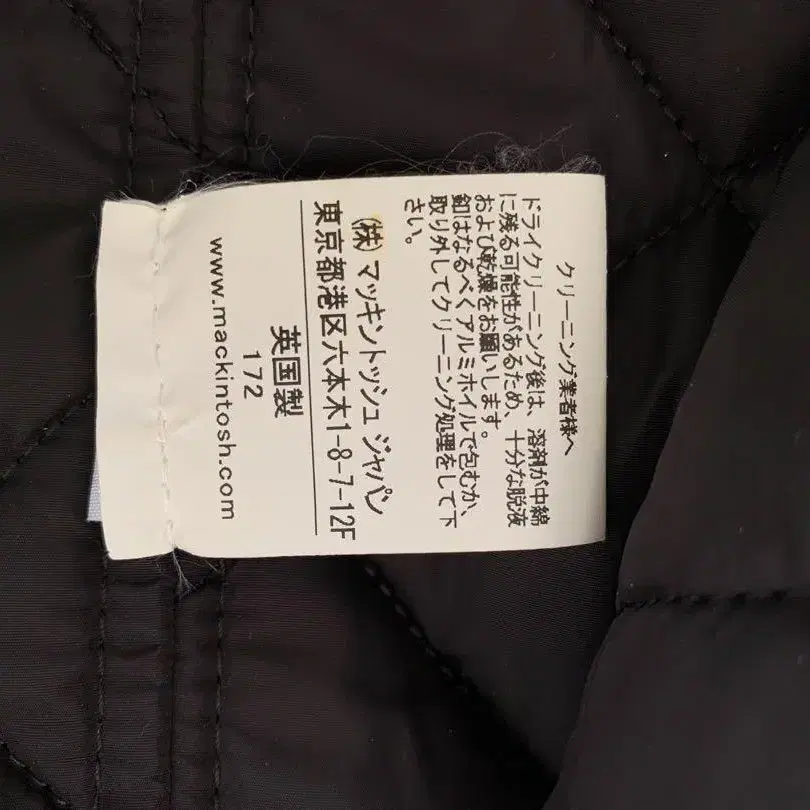 クリーニング業者様へ
ドライクリーニング後は、溶剤が中綿
に残る可能性があるため、十分な脱液
および乾燥をお願いします。
釦はなるべくアルミホイルで包むか、
取り外してクリーニング処理をして下
さい。
(株) マッキントッシュ ジャパン
東京都港区六本木1-8-7-12F
英国製
172
www.mackintosh.com